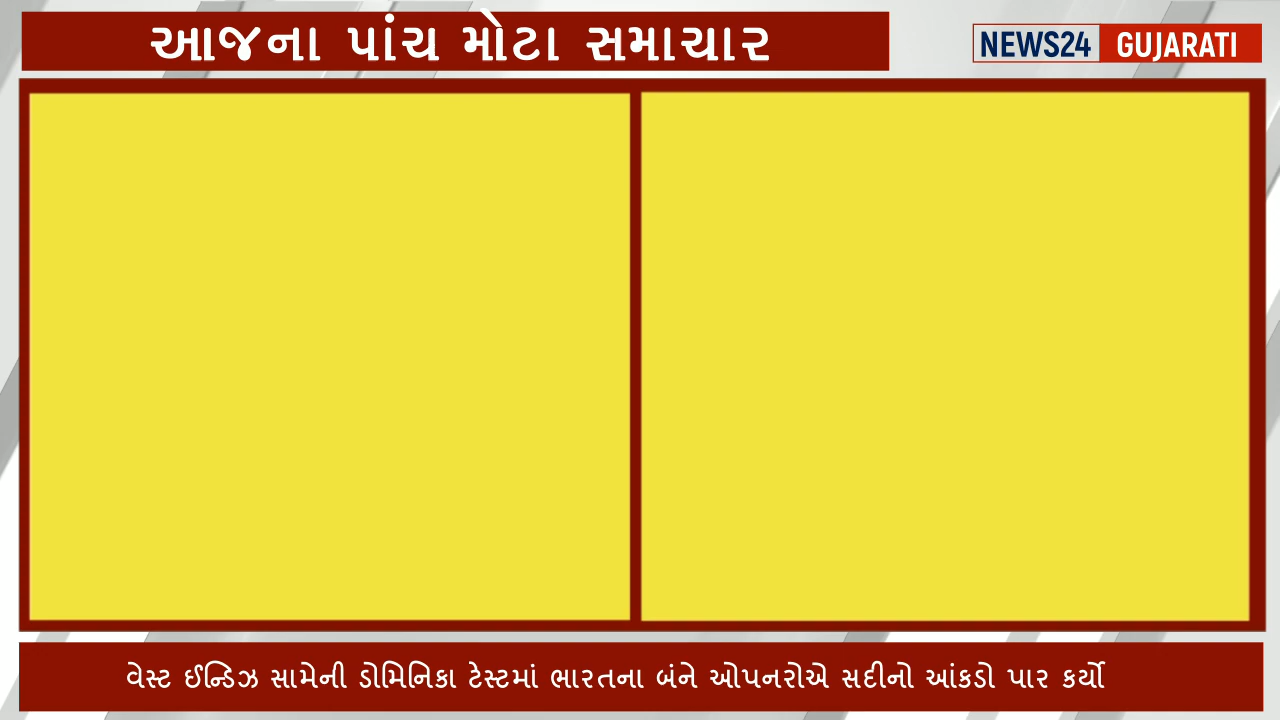 આજના પાંચ મોટા સમાચાર
NEWS24 GUJARATI
વેસ્ટ ઈન્ડિઝ સામેની ડોમિનિકા ટેસ્ટમાં ભારતના બંને ઓપનરોએ સદીનો આંકડો પાર કર્યો